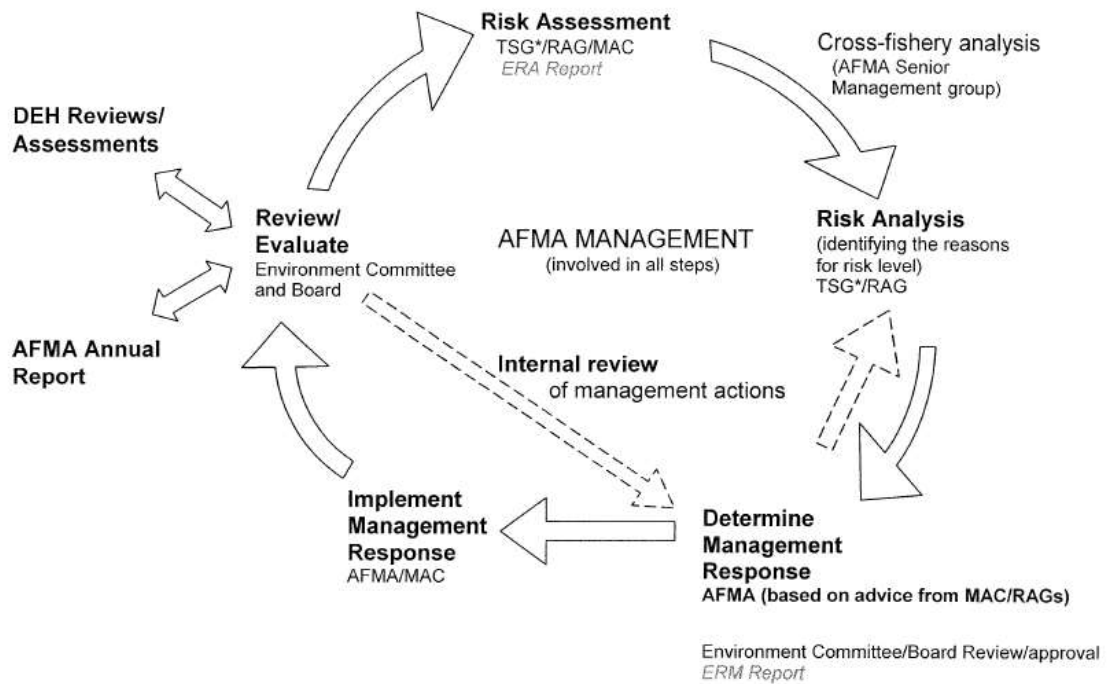 Risk Assessment
TSG*/RAG/MAC
ERA Report
Cross-fishery analysis
(AFMA Senior
Management group)
DEH Reviews/
Assessments
Review/
Evaluate
Environment Committee
and Board
AFMA MANAGEMENT
(involved in all steps)
Risk Analysis
(identifying the reasons
for risk level)
TSG*/RAG
AFMA Annual
Report
Internal review
of management actions
Implement
Management
Response
AFMA/MAC
Determine
Management
Response
AFMA (based on advice from MAC/RAGs)
Environment Committee/Board Review/approval
ERM Report